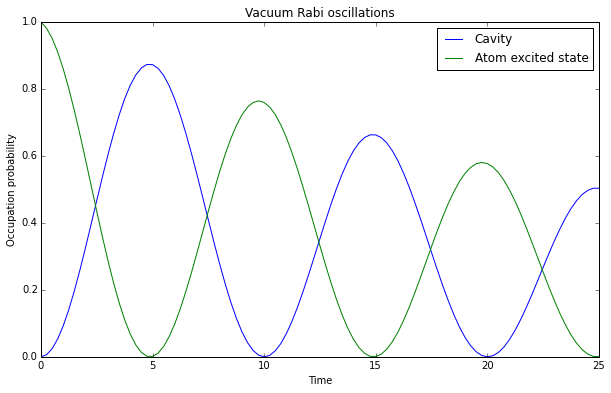 Vacuum Rabi oscillations
Cavity
Atom excited state
Occupation probability
1.0
0.8
0.6
0.4
0.2
0.0
0 5 10 15 20 25
Time